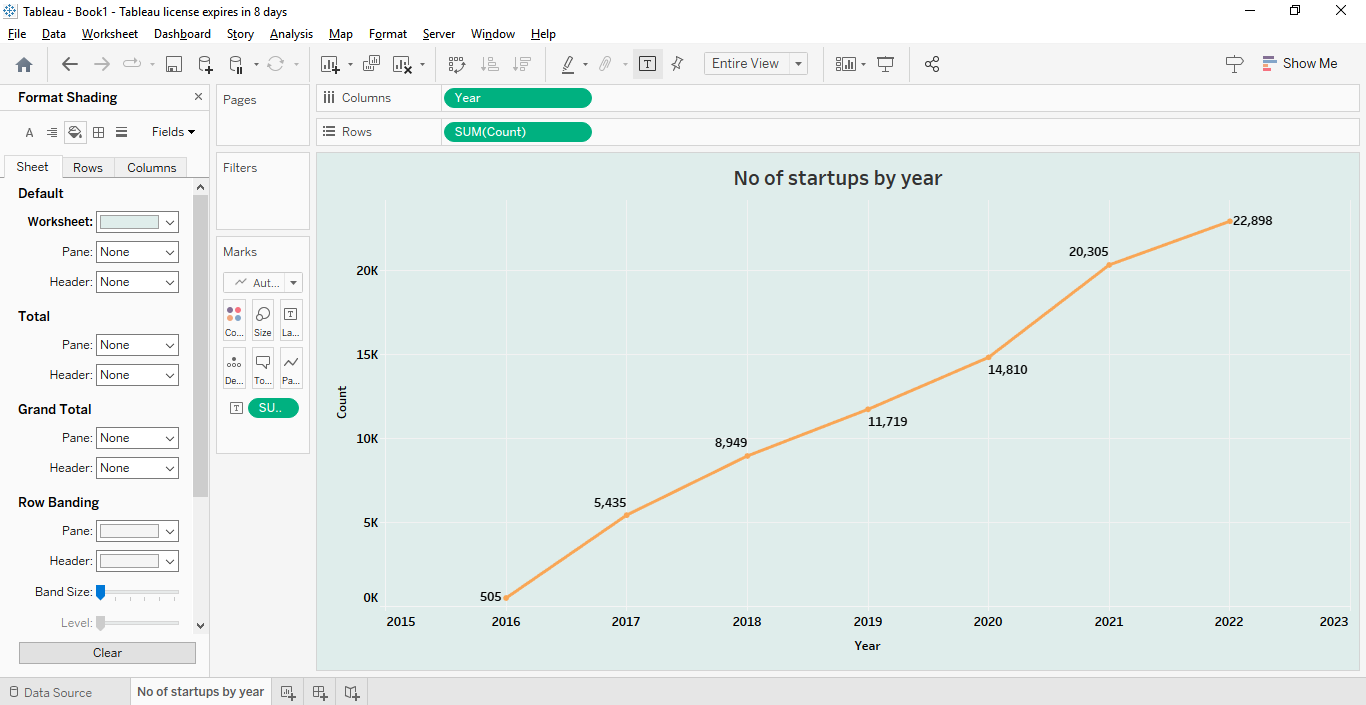 Tableau - Book1 - Tableau license expires in 8 days
File Data Worksheet Dashboard Story Analysis Map Format Server Window Help
Entire View
Show Me
Format Shading
Fields
Sheet Rows Columns
Default
Worksheet:
Pane: None
Header: None
Total
Pane: None
Header: None
Grand Total
Pane: None
Header: None
Row Banding
Pane:
Header:
Band Size:
Level:
Clear
Pages
Filters
Marks
Aut...
Co... Size La...
De... To... Pa...
SU..
Columns Year
Rows SUM(Count)
No of startups by year
22,898
20,305
20K
15K
14,810
11,719
Count
10K
8,949
5,435
5K
505
0K
2015 2016 2017 2018 2019 2020 2021 2022 2023
Year
Data Source No of startups by year